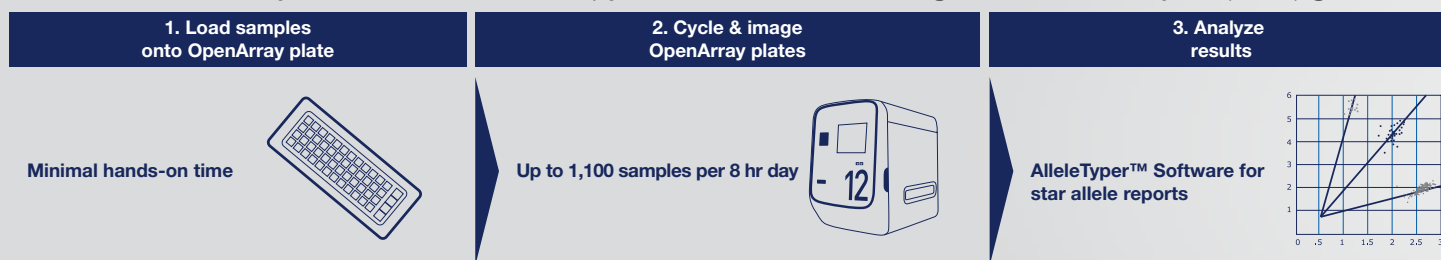 1. Load samples
onto OpenArray plate
2. Cycle & image
OpenArray plates
3. Analyze
results
Minimal hands-on time
Up to 1,100 samples per 8 hr day
12
AlleleTyper™ Software for
star allele reports
6
5
4
3
2
1
0 .5 1 1.5 2 2.5 3